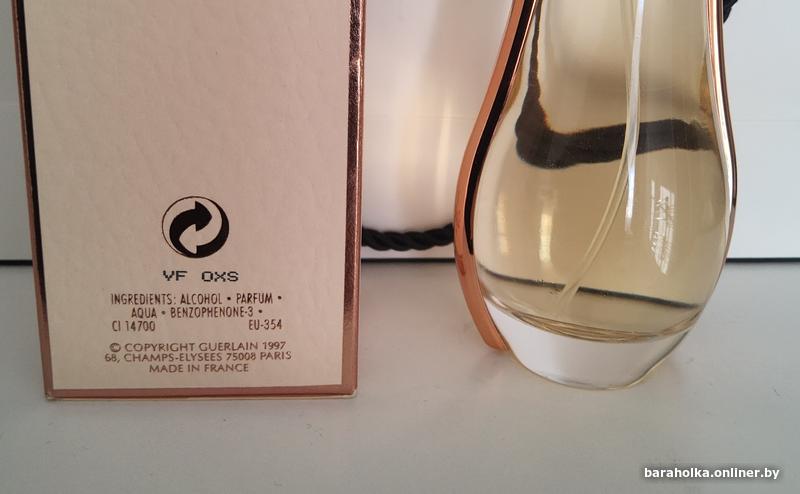 VF OXS
INGREDIENTS: ALCOHOL • PARFUM •
AQUA • BENZOPHENONE-3 •
CI 14700 EU-354
© COPYRIGHT GUERLAIN 1997
68, CHAMPS-ELYSEES 75008 PARIS
MADE IN FRANCE
baraholka.onliner.by